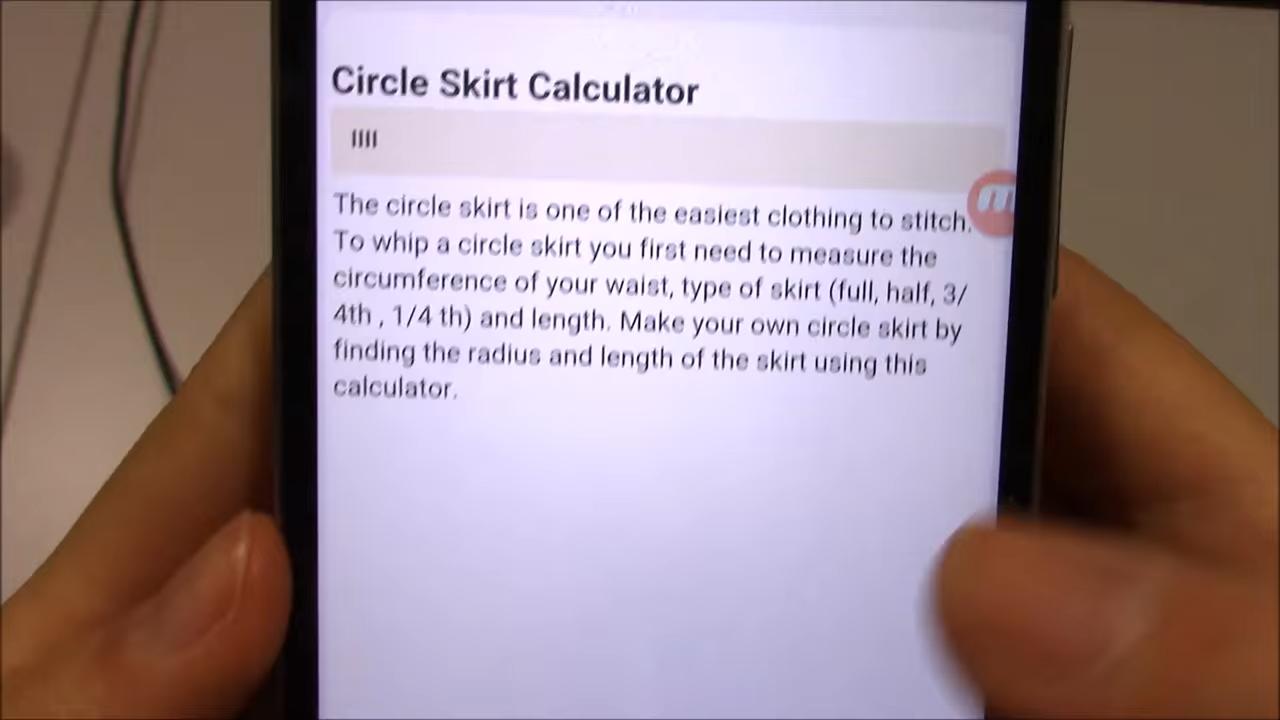 Circle Skirt Calculator
The circle skirt is one of the easiest clothing to stitch.
To whip a circle skirt you first need to measure the
circumference of your waist, type of skirt (full, half, 3/
4th , 1/4 th) and length. Make your own circle skirt by
finding the radius and length of the skirt using this
calculator.